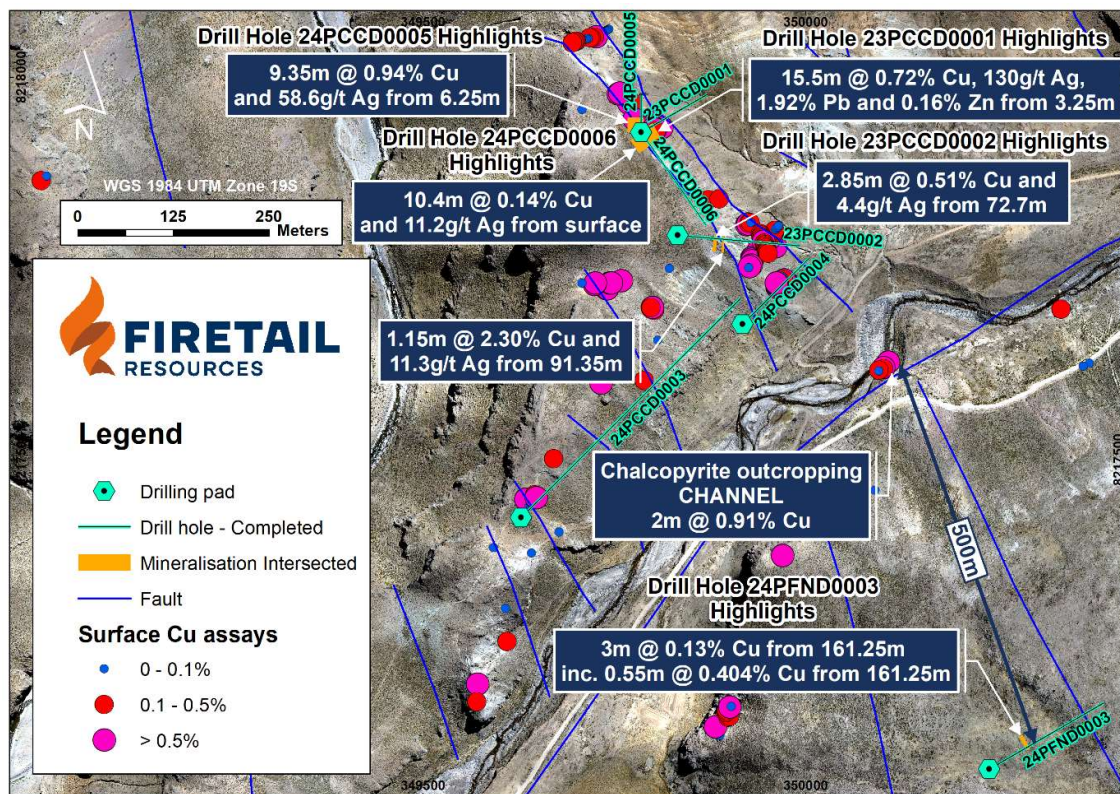 349500
350000
8218000
8218000
Drill Hole 24PCCD0005 Highlights
9.35m @ 0.94% Cu
and 58.6g/t Ag from 6.25m
24PCCD0005
23PCCD0001
Drill Hole 23PCCD0001 Highlights
15.5m @ 0.72% Cu, 130g/t Ag,
1.92% Pb and 0.16% Zn from 3.25m
N
Drill Hole 24PCCD0006
Highlights
10.4m @ 0.14% Cu
and 11.2g/t Ag from surface
24PCCD0006
Drill Hole 23PCCD0002 Highlights
2.85m @ 0.51% Cu and
4.4g/t Ag from 72.7m
23PCCD0002
24PCCD0004
WGS 1984 UTM Zone 19S
0 125 250
Meters
1.15m @ 2.30% Cu and
11.3g/t Ag from 91.35m
24PCCD0003
FIRETAIL
RESOURCES
Legend
Drilling pad
Drill hole - Completed
Mineralisation Intersected
Fault
Surface Cu assays
0 - 0.1%
0.1 - 0.5%
> 0.5%
8217500
8217500
Chalcopyrite outcropping
CHANNEL
2m @ 0.91% Cu
500m
Drill Hole 24PFND0003
Highlights
3m @ 0.13% Cu from 161.25m
inc. 0.55m @ 0.404% Cu from 161.25m
24PFND0003
349500
350000